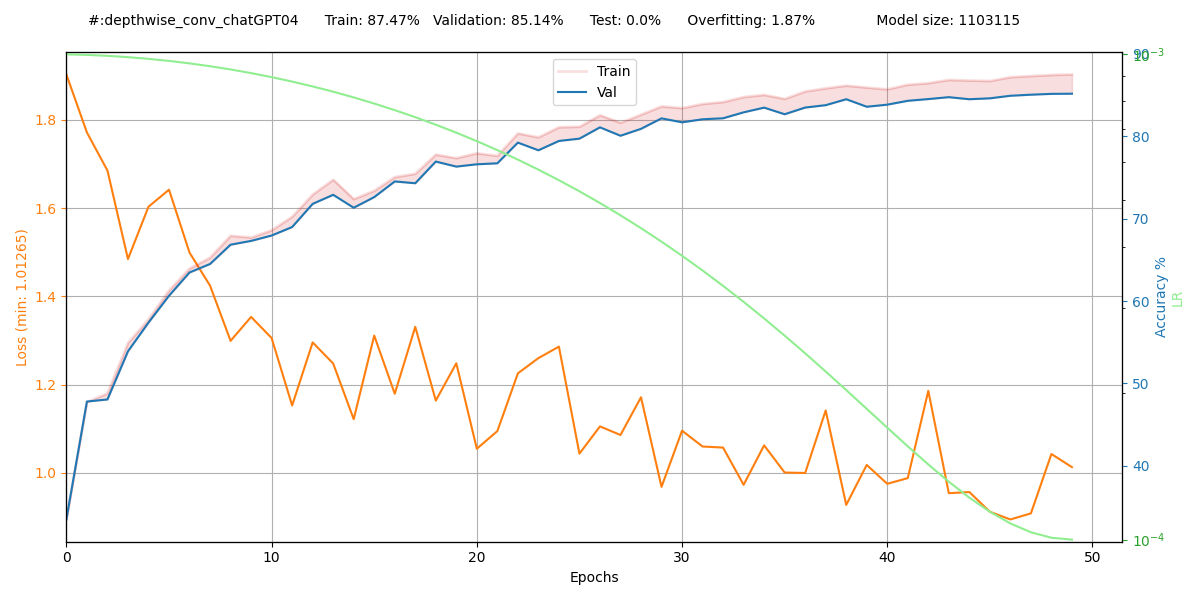 #:depthwise_conv_chatGPT04 Train: 87.47% Validation: 85.14% Test: 0.0% Overfitting: 1.87% Model size: 1103115
Train
Val
1.8
1.6
1.4
1.2
1.0
Loss (min: 1.01265)
0 10 20 30 40 50
Epochs
90
80
70
60
50
40
Accuracy %
10⁻³
10⁻⁴
LR